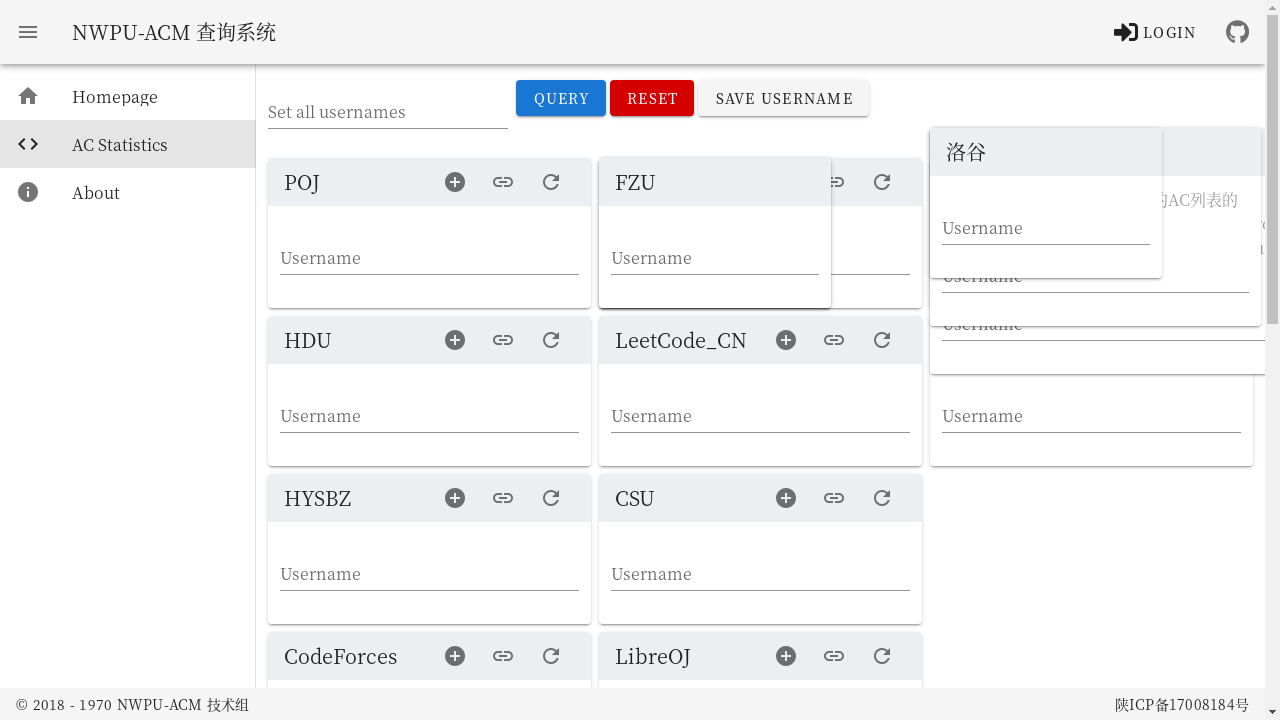 NWPU-ACM 查询系统
LOGIN
Homepage
AC Statistics
About
Set all usernames
QUERY
RESET
SAVE USERNAME
POJ
Username
FZU
Username
洛谷
的AC列表的
Username
Username
Username
HDU
Username
LeetCode_CN
Username
Username
HYSBZ
Username
CSU
Username
CodeForces
LibreOJ
© 2018 - 1970 NWPU-ACM 技术组
陕ICP备17008184号